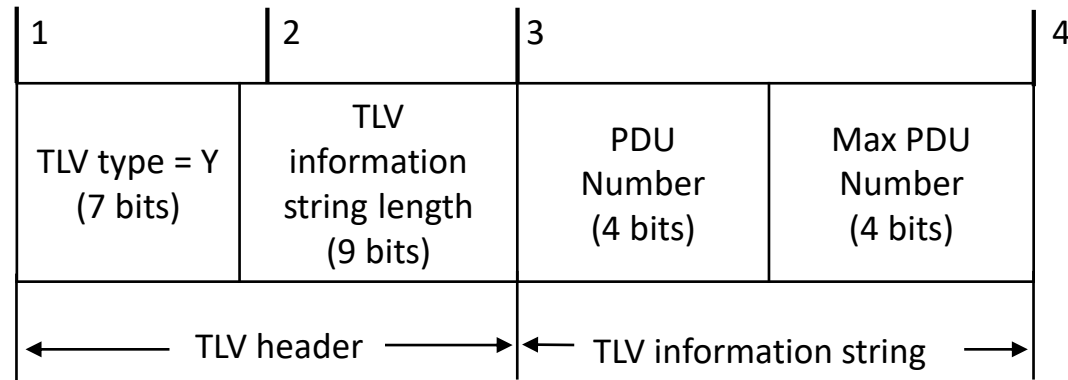 1 2 3 4
TLV type = Y
(7 bits)
TLV
information
string length
(9 bits)
PDU
Number
(4 bits)
Max PDU
Number
(4 bits)
TLV header
TLV information string